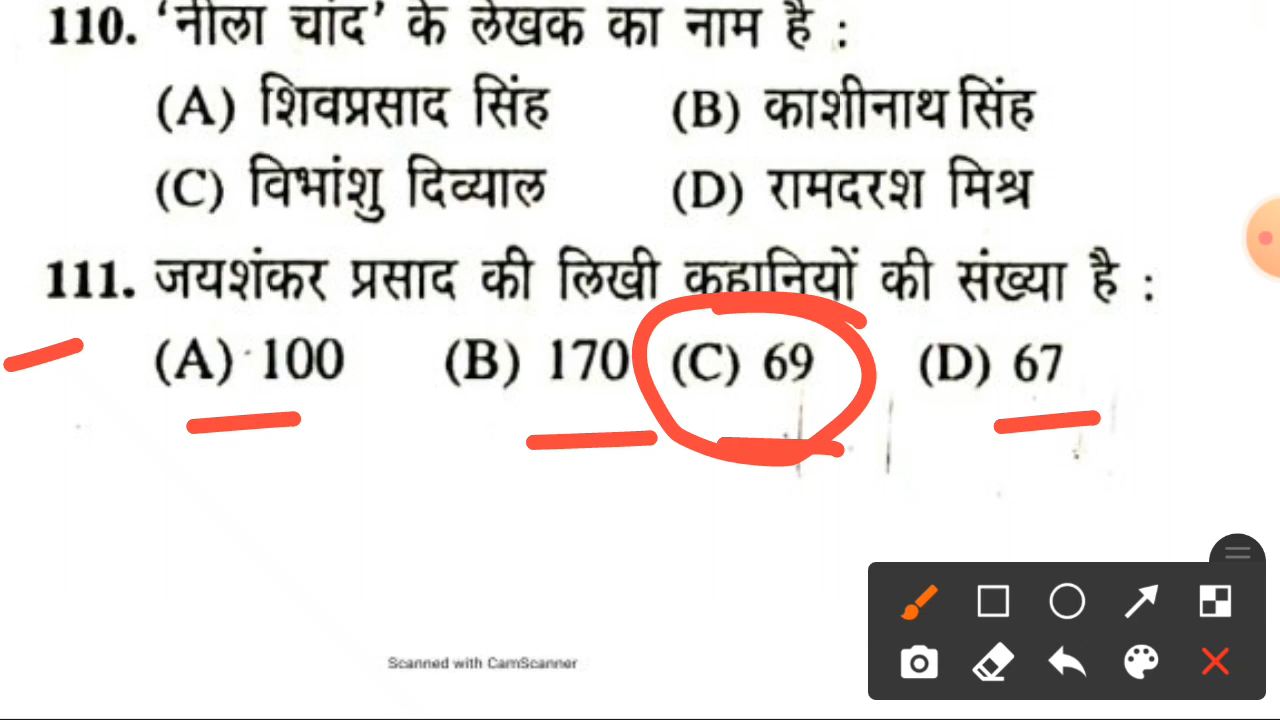 110. ‘नीला चांद’ के लेखक का नाम है :
(A) शिवप्रसाद सिंह (B) काशीनाथ सिंह
(C) विभांशु दिव्याल (D) रामदरश मिश्र
111. जयशंकर प्रसाद की लिखी कहानियों की संख्या है :
(A) 100 (B) 170 (C) 69 (D) 67
Scanned with CamScanner